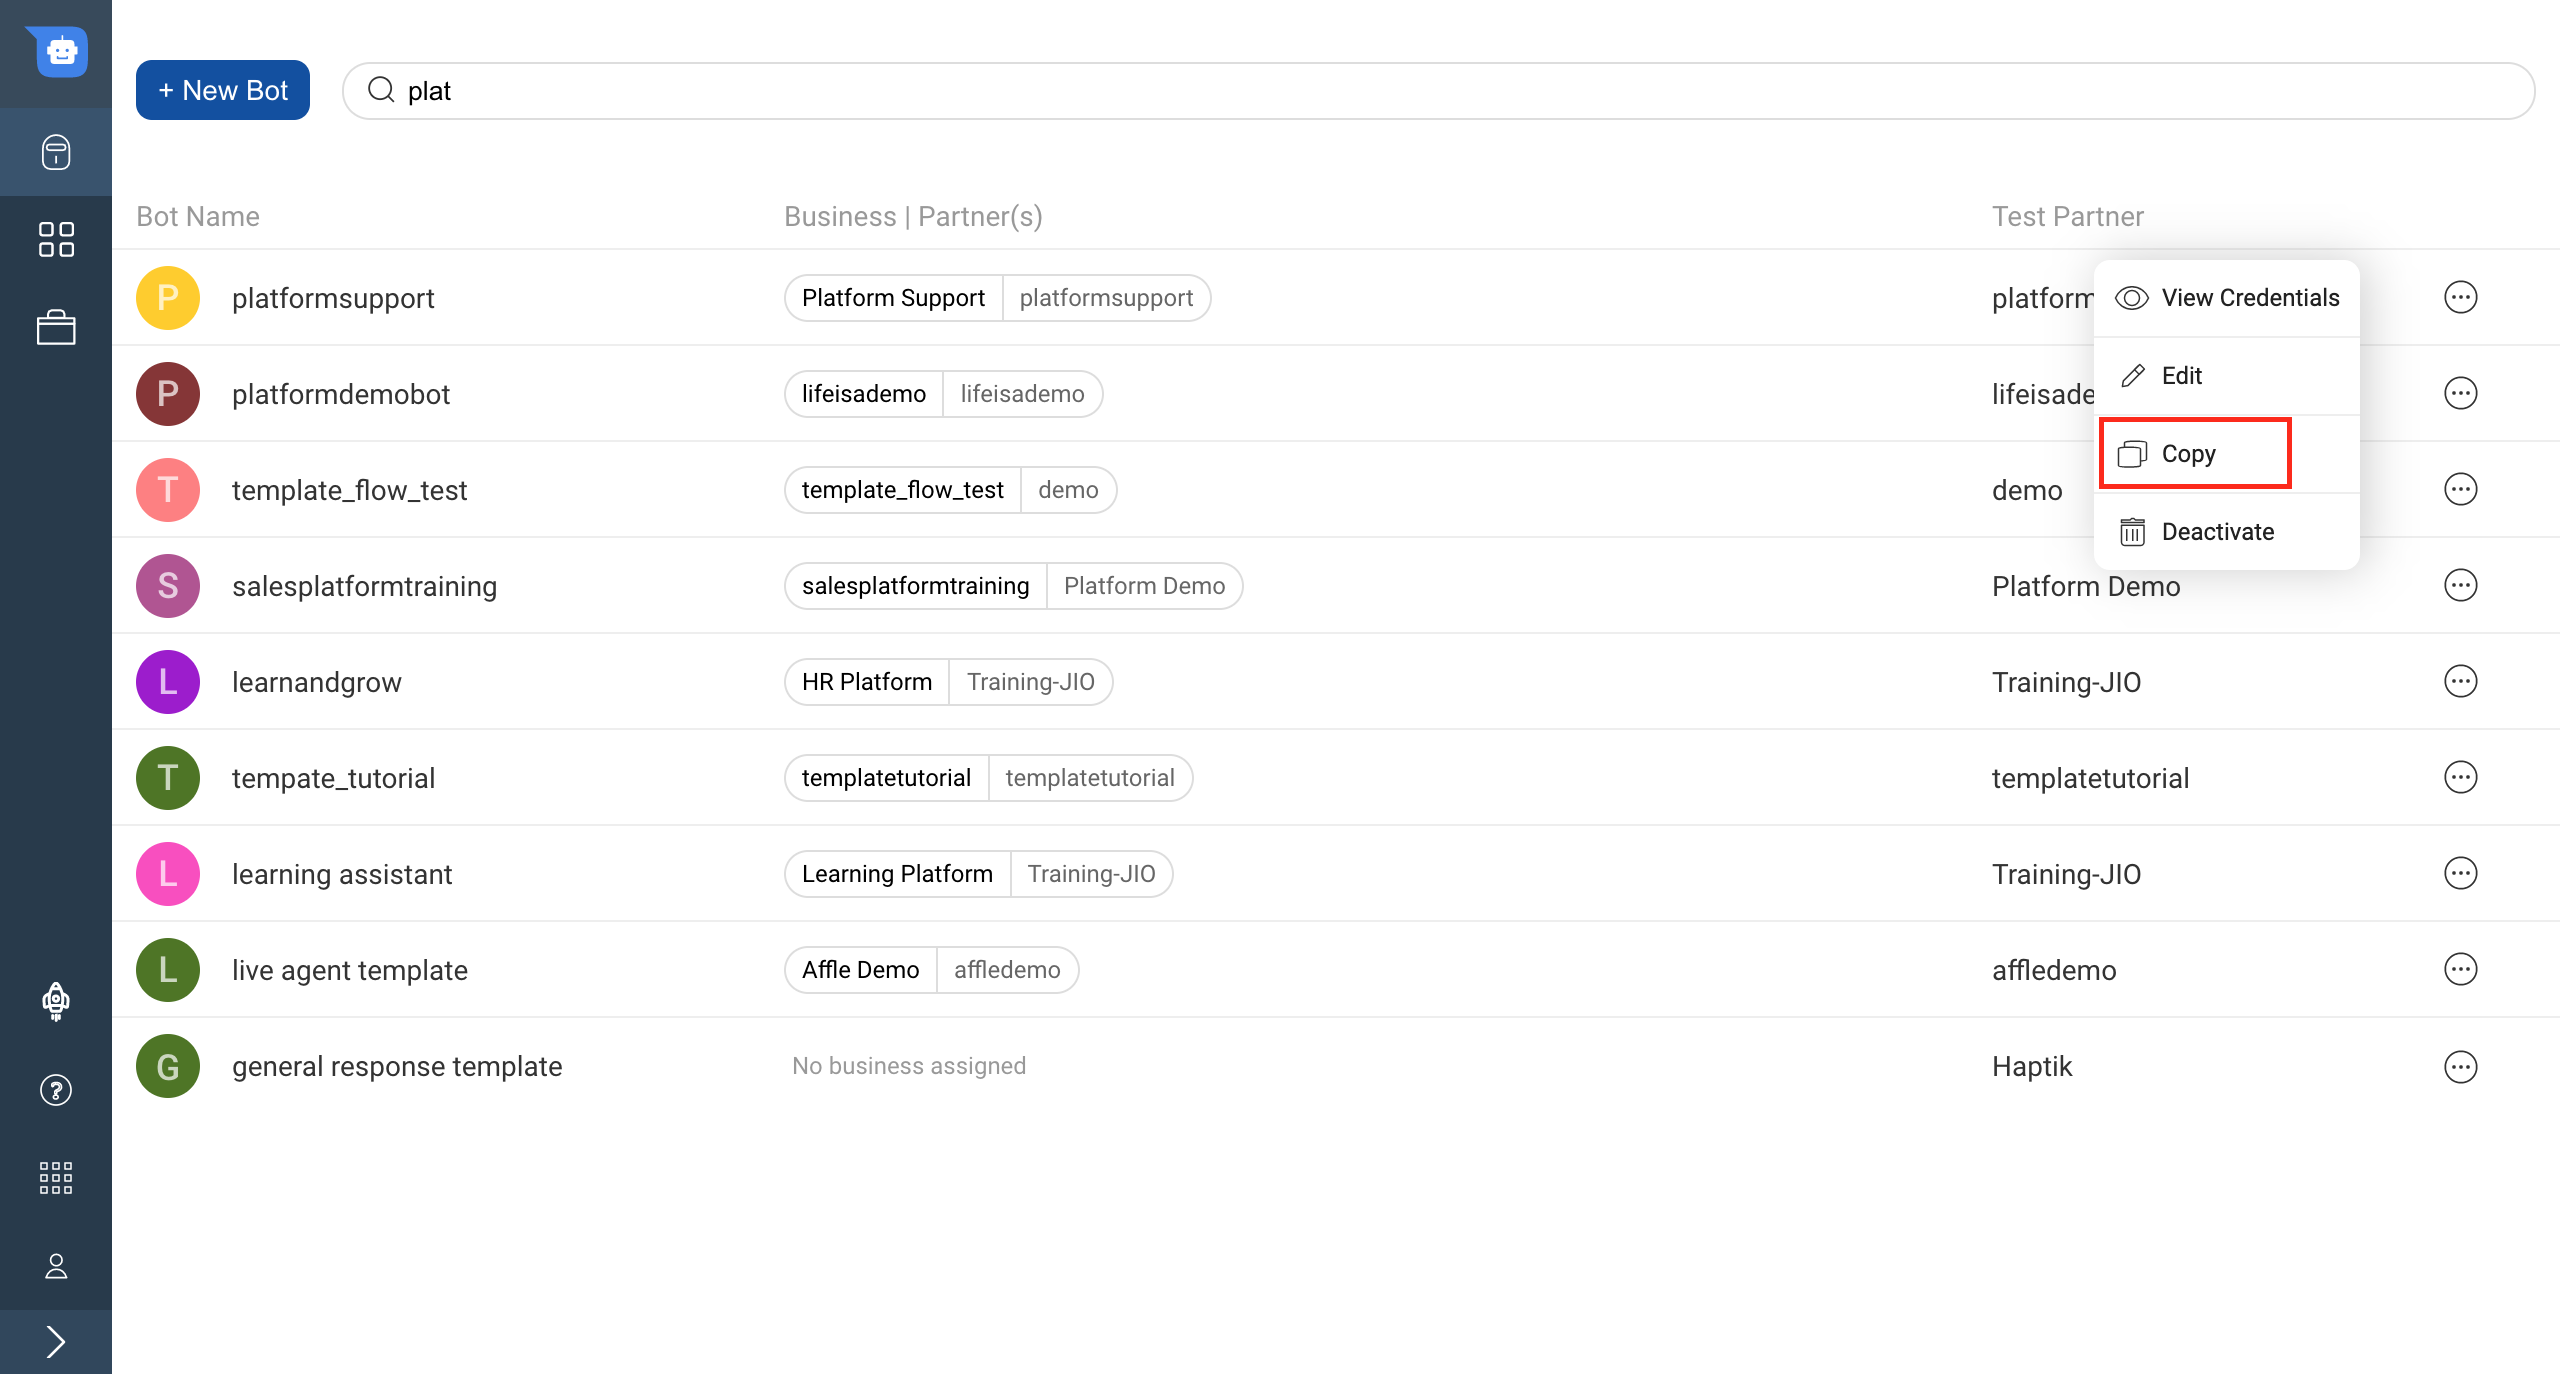 + New Bot
plat
Bot Name Business | Partner(s) Test Partner
P platformsupport Platform Support platformsupport platform
View Credentials
P platformdemobot lifeisademo lifeisademo lifeisade
Edit
Copy
T template_flow_test template_flow_test demo demo
Deactivate
S salesplatformtraining salesplatformtraining Platform Demo Platform Demo
L learnandgrow HR Platform Training-JIO Training-JIO
T tempate_tutorial templatetutorial templatetutorial templatetutorial
L learning assistant Learning Platform Training-JIO Training-JIO
L live agent template Affle Demo affledemo affledemo
G general response template No business assigned Haptik
?